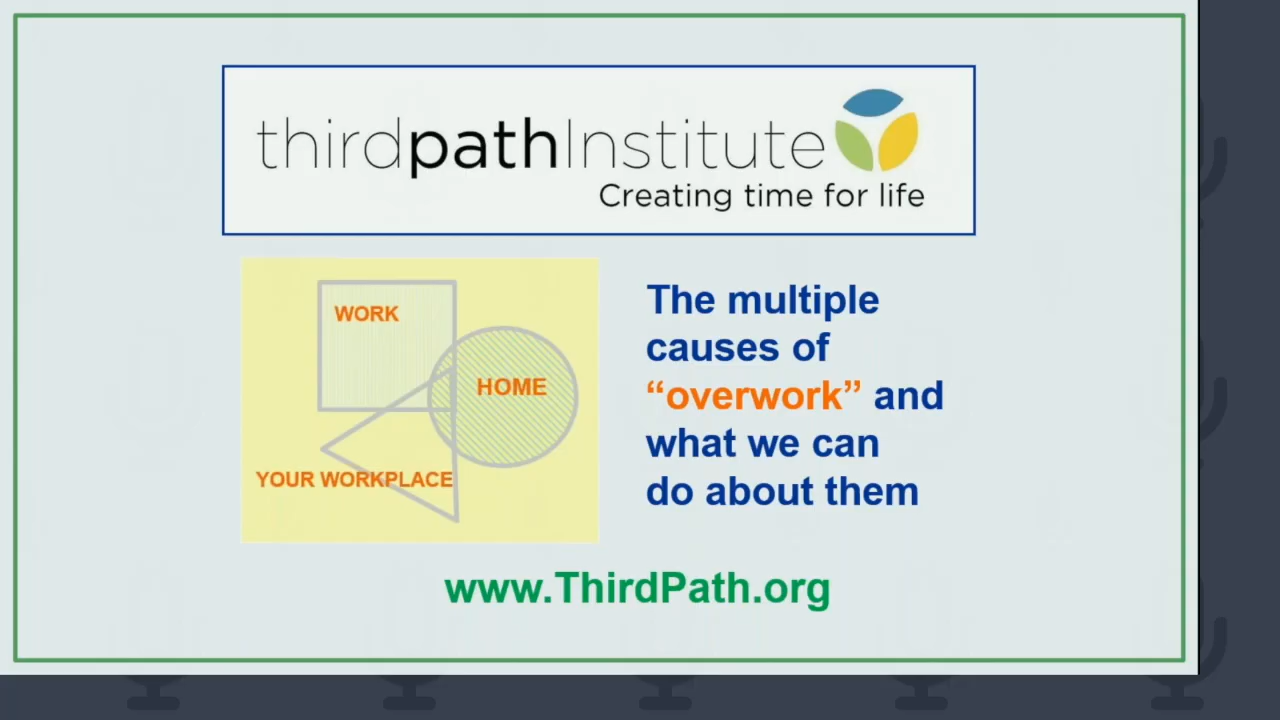 thirdpathInstitute
Creating time for life
WORK
HOME
YOUR WORKPLACE
The multiple
causes of
“overwork” and
what we can
do about them
www.ThirdPath.org